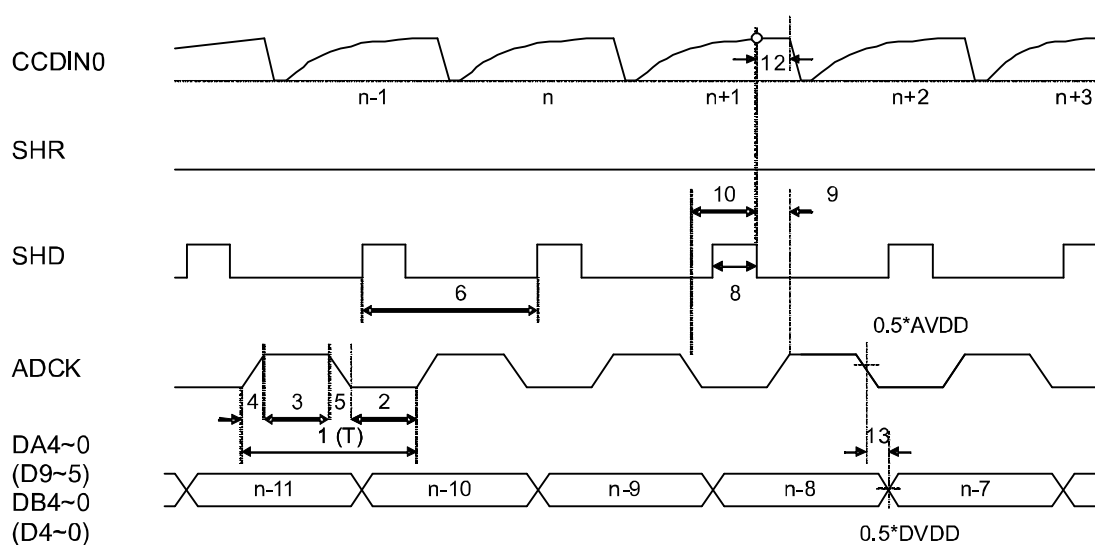 CCDIN0
12
n-1 n n+1 n+2 n+3
SHR
10 9
SHD
8
6
0.5*AVDD
ADCK
4 3 5 2
1 (T)
13
DA4~0
(D9~5)
DB4~0
(D4~0)
n-11 n-10 n-9 n-8 n-7
0.5*DVDD